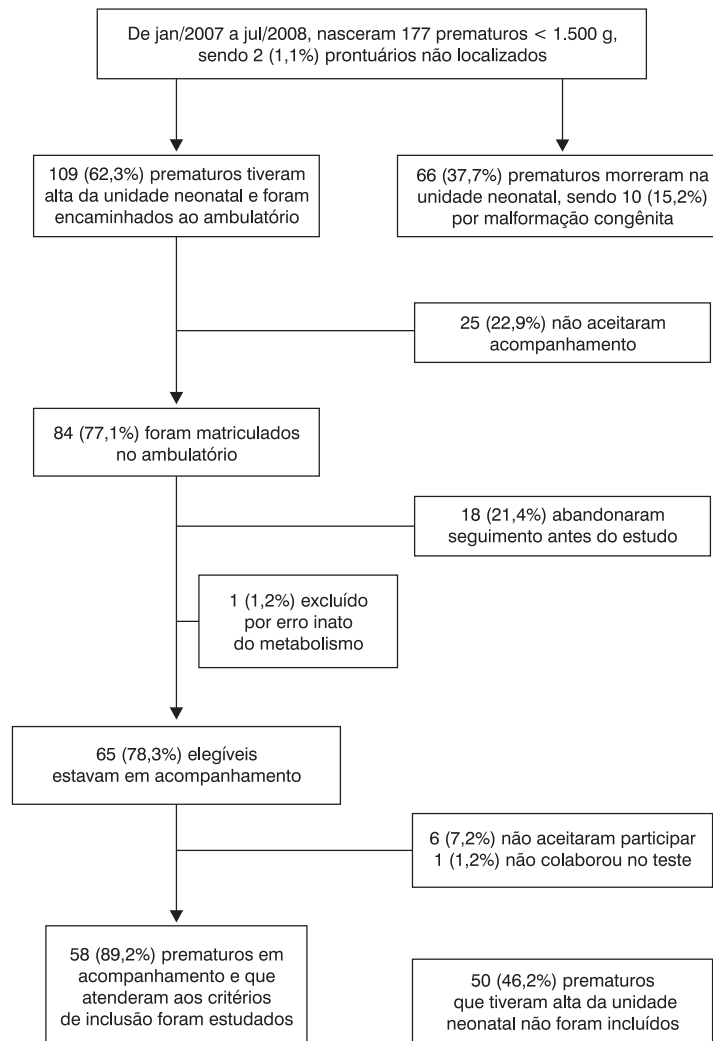 De jan/2007 a jul/2008, nasceram 177 prematuros < 1.500 g,
sendo 2 (1,1%) prontuários não localizados
109 (62,3%) prematuros tiveram
alta da unidade neonatal e foram
encaminhados ao ambulatório
66 (37,7%) prematuros morreram na
unidade neonatal, sendo 10 (15,2%)
por malformação congênita
25 (22,9%) não aceitaram
acompanhamento
84 (77,1%) foram matriculados
no ambulatório
18 (21,4%) abandonaram
seguimento antes do estudo
1 (1,2%) excluído
por erro inato
do metabolismo
65 (78,3%) elegíveis
estavam em acompanhamento
6 (7,2%) não aceitaram participar
1 (1,2%) não colaborou no teste
58 (89,2%) prematuros em
acompanhamento e que
atenderam aos critérios
de inclusão foram estudados
50 (46,2%) prematuros
que tiveram alta da unidade
neonatal não foram incluídos